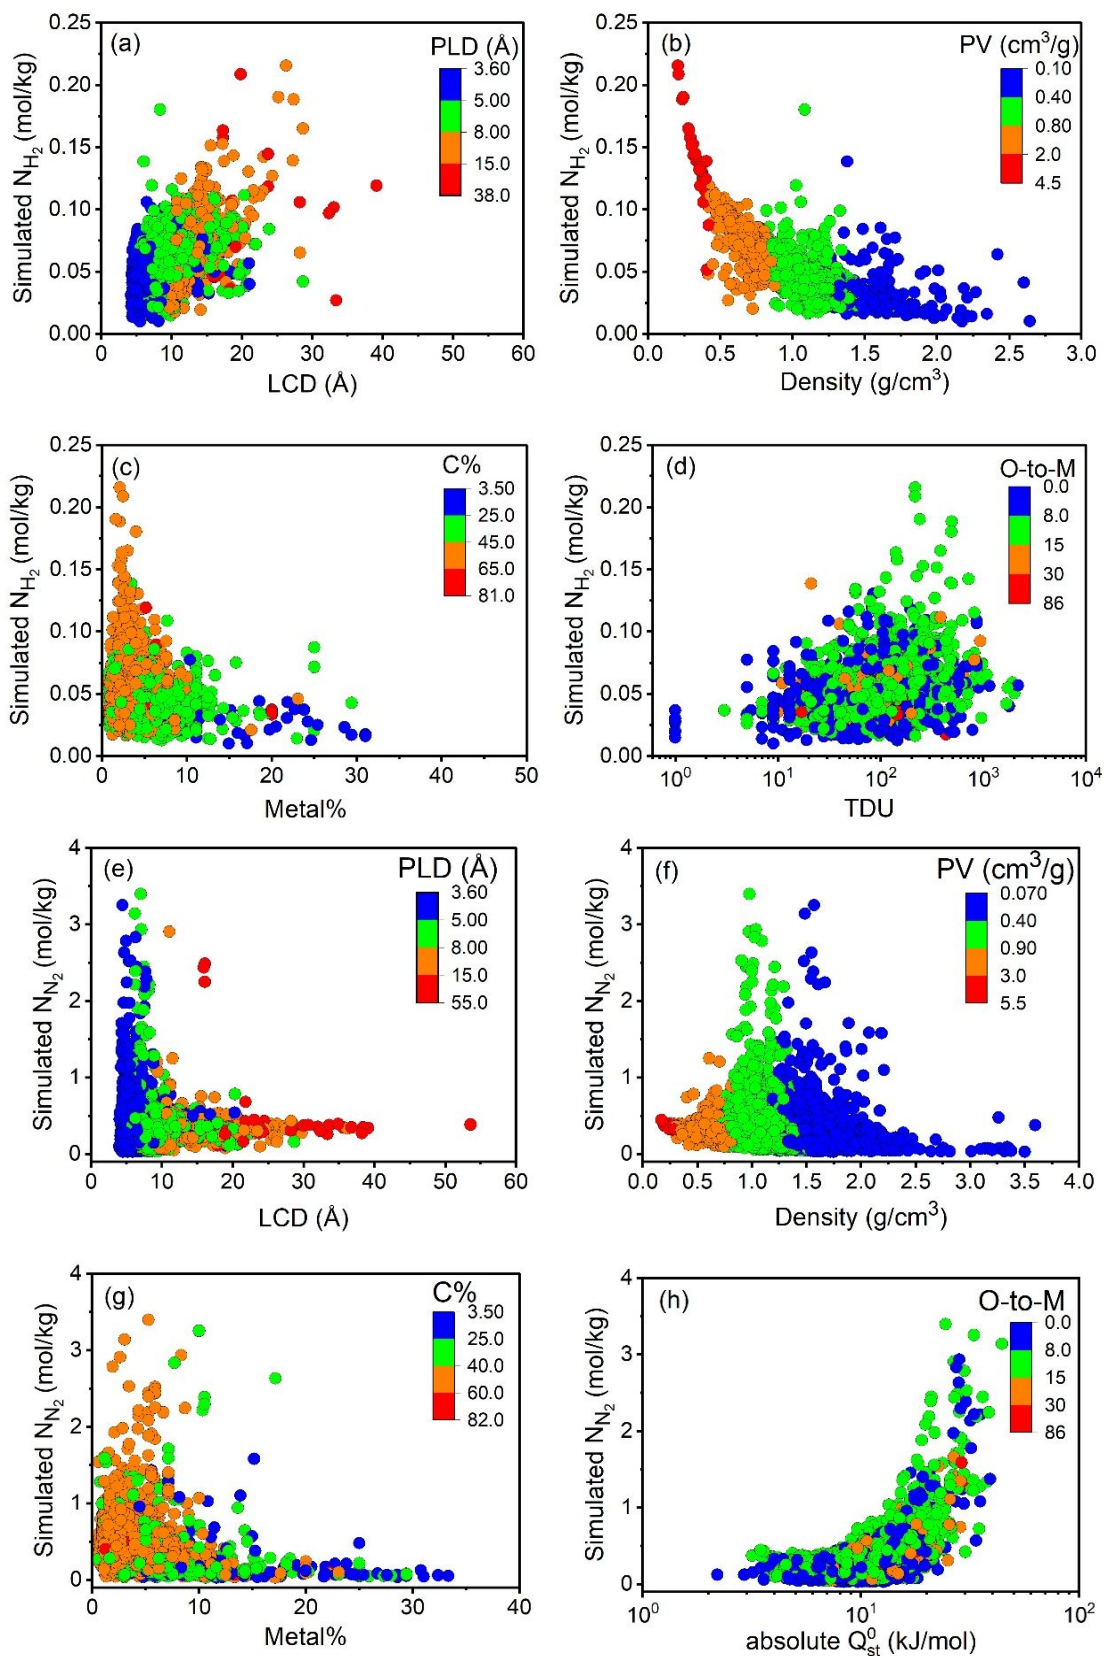 (a)
PLD (Å)
3.60
5.00
8.00
15.0
38.0
0.25
0.20
0.15
0.10
0.05
0.00
Simulated N_H2 (mol/kg)
0 10 20 30 40 50 60
LCD (Å)
(b)
PV (cm³/g)
0.10
0.40
0.80
2.0
4.5
0.25
0.20
0.15
0.10
0.05
0.00
Simulated N_H2 (mol/kg)
0.0 0.5 1.0 1.5 2.0 2.5 3.0
Density (g/cm³)
(c)
C%
3.50
25.0
45.0
65.0
81.0
0.25
0.20
0.15
0.10
0.05
0.00
Simulated N_H2 (mol/kg)
0 10 20 30 40 50
Metal%
(d)
O-to-M
0.0
8.0
15
30
86
0.25
0.20
0.15
0.10
0.05
0.00
Simulated N_H2 (mol/kg)
10⁰ 10¹ 10² 10³ 10⁴
TDU
(e)
PLD (Å)
3.60
5.00
8.00
15.0
55.0
4
3
2
1
0
Simulated N_N2 (mol/kg)
0 10 20 30 40 50 60
LCD (Å)
(f)
PV (cm³/g)
0.070
0.40
0.90
3.0
5.5
4
3
2
1
0
Simulated N_N2 (mol/kg)
0.0 0.5 1.0 1.5 2.0 2.5 3.0 3.5 4.0
Density (g/cm³)
(g)
C%
3.50
25.0
40.0
60.0
82.0
4
3
2
1
0
Simulated N_N2 (mol/kg)
0 10 20 30 40
Metal%
(h)
O-to-M
0.0
8.0
15
30
86
4
3
2
1
0
Simulated N_N2 (mol/kg)
10⁰ 10¹ 10²
absolute Q⁰st (kJ/mol)